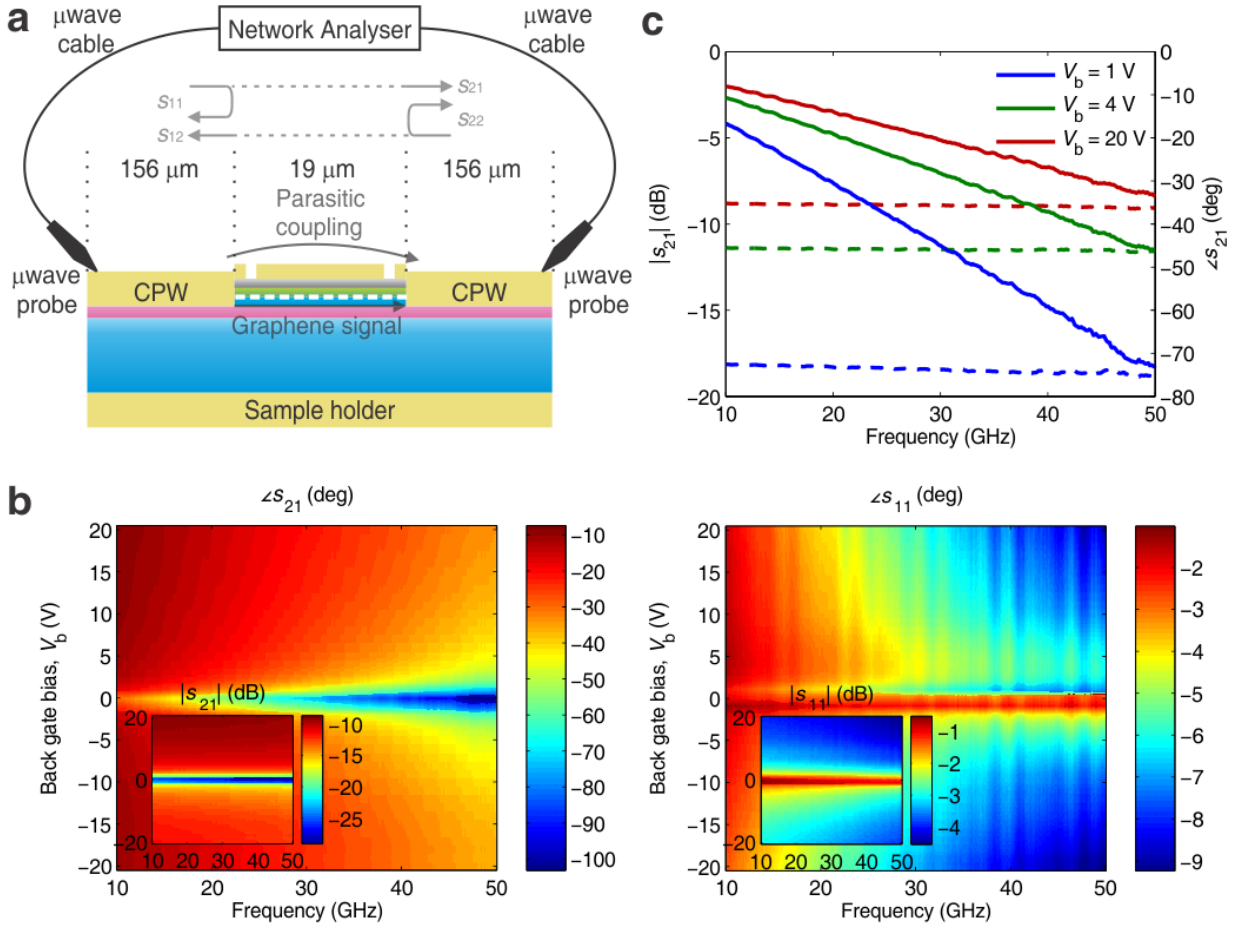 a
μwave
cable
Network Analyser
μwave
cable
s11
s21
s12
s22
156 μm
19 μm
156 μm
Parasitic
coupling
μwave
probe
CPW
CPW
μwave
probe
Graphene signal
Sample holder
c
0
−5
−10
−15
−20
|s21| (dB)
10
20
30
40
50
Frequency (GHz)
0
−10
−20
−30
−40
−50
−60
−70
−80
∠s21 (deg)
Vb = 1 V
Vb = 4 V
Vb = 20 V
b
∠s21 (deg)
20
15
10
5
0
−5
−10
−15
−20
Back gate bias, Vb (V)
10
20
30
40
50
Frequency (GHz)
−10
−20
−30
−40
−50
−60
−70
−80
−90
−100
|s21| (dB)
20
0
−20
10
20
30
40
50
−10
−15
−20
−25
∠s11 (deg)
20
15
10
5
0
−5
−10
−15
−20
Back gate bias, Vb (V)
10
20
30
40
50
Frequency (GHz)
−2
−3
−4
−5
−6
−7
−8
−9
|s11| (dB)
20
0
−20
10
20
30
40
50
−1
−2
−3
−4